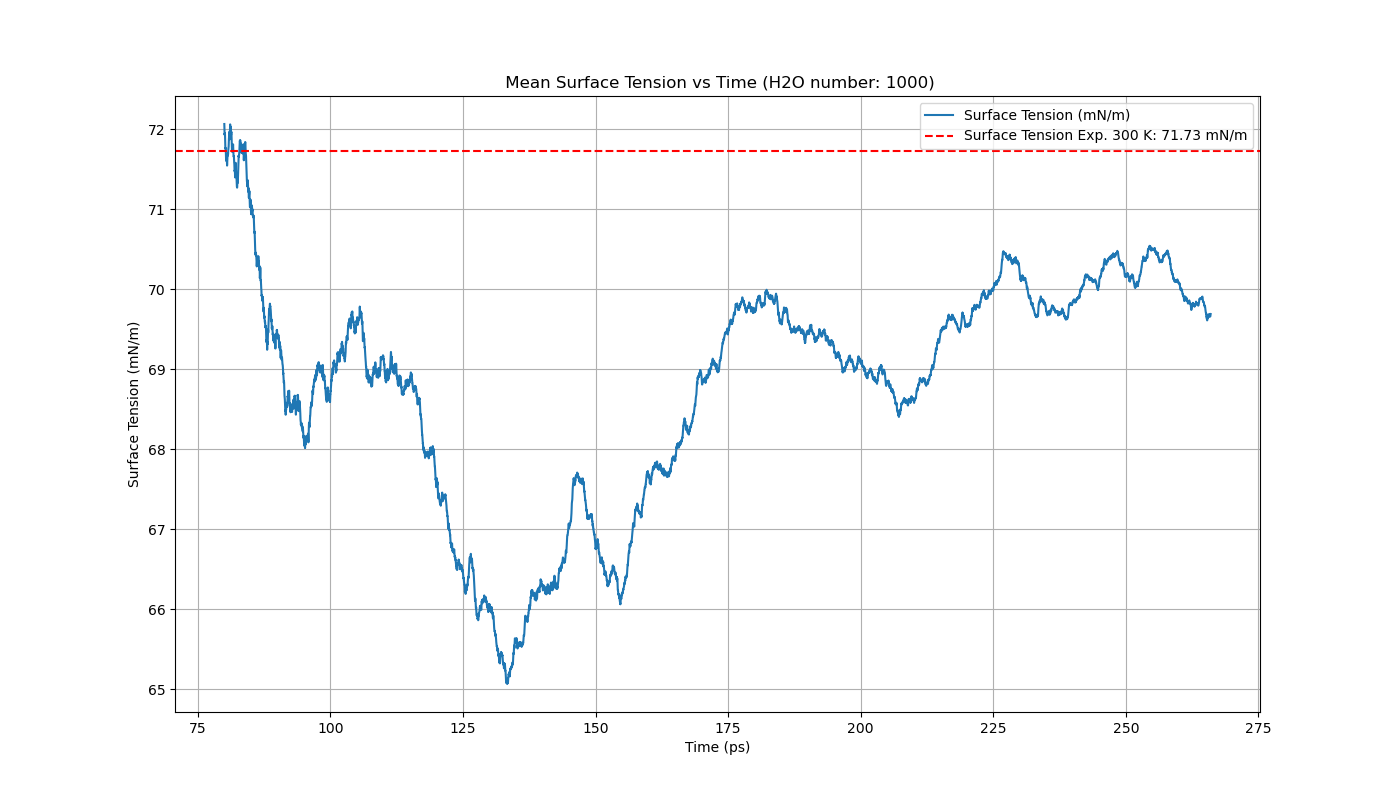 Mean Surface Tension vs Time (H2O number: 1000)
Surface Tension (mN/m)
Surface Tension Exp. 300 K: 71.73 mN/m
Surface Tension (mN/m)
72
71
70
69
68
67
66
65
75 100 125 150 175 200 225 250 275
Time (ps)